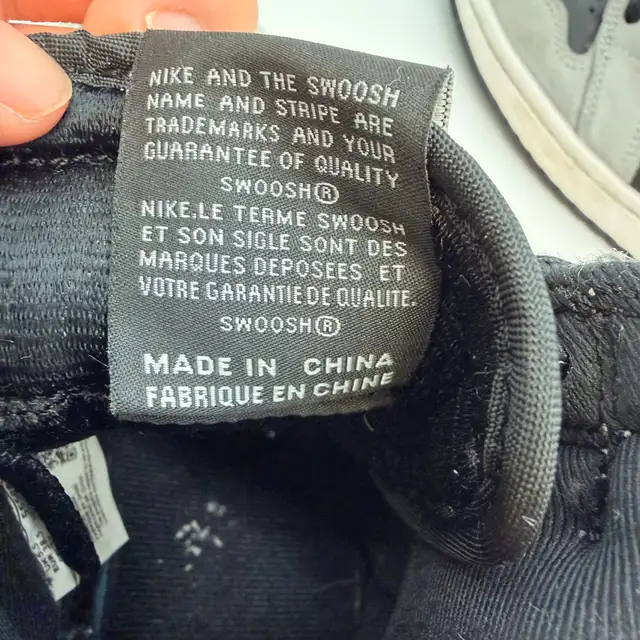 NIKE AND THE SWOOSH
NAME AND STRIPE ARE
TRADEMARKS AND YOUR
GUARANTEE OF QUALITY
SWOOSH®
NIKE.LE TERME SWOOSH
ET SON SIGLE SONT DES
MARQUES DEPOSEES ET
VOTRE GARANTIE DE QUALITE.
SWOOSH®
MADE IN CHINA
FABRIQUE EN CHINE